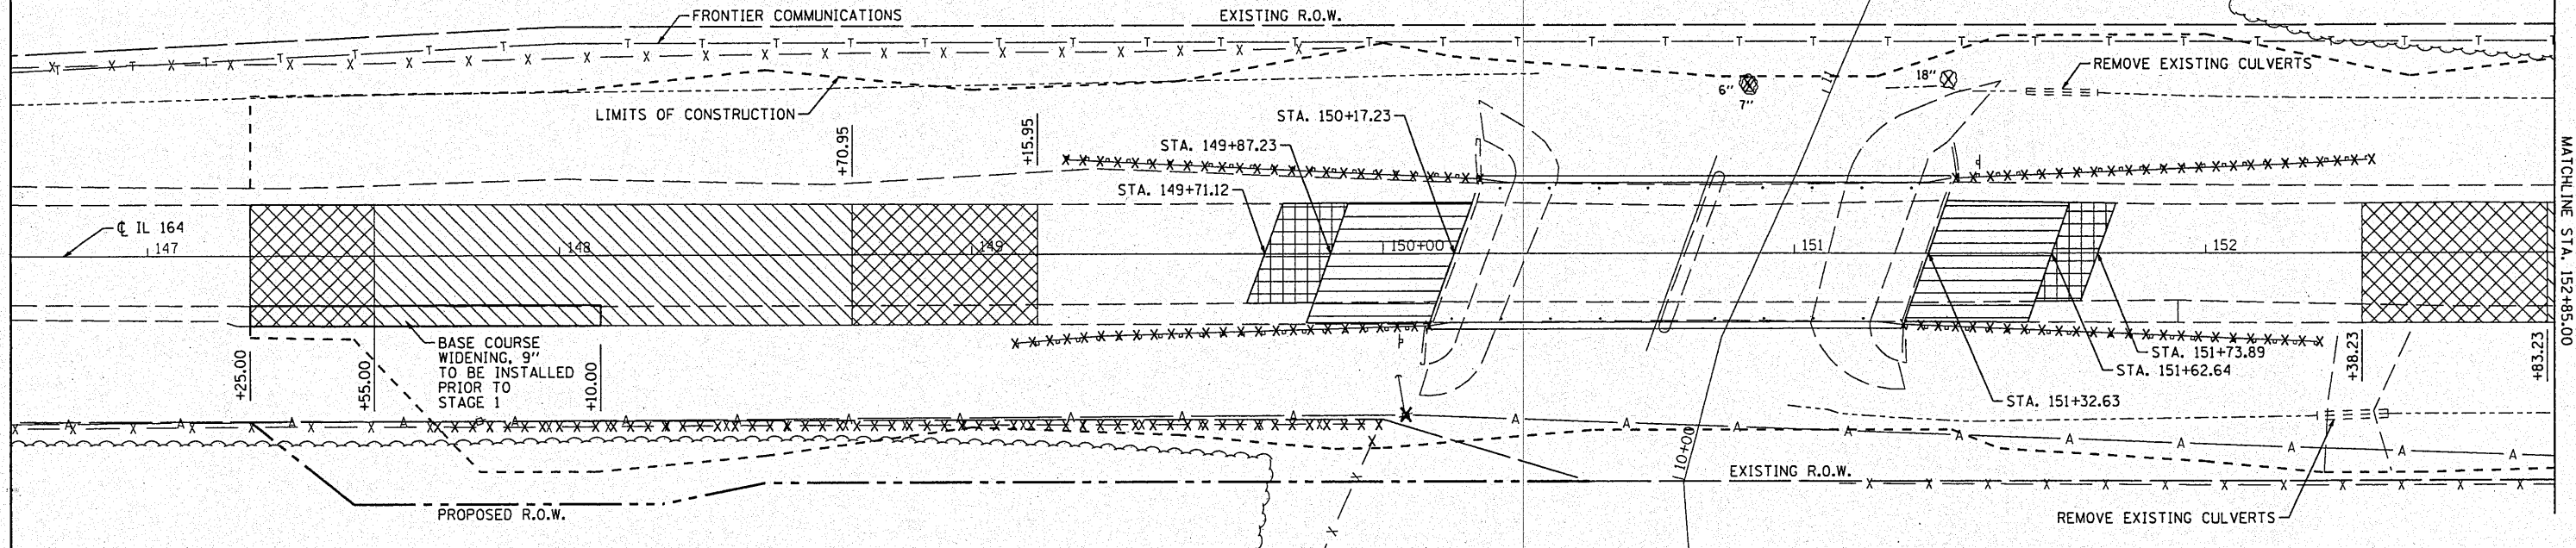 FRONTIER COMMUNICATIONS
EXISTING R.O.W.
LIMITS OF CONSTRUCTION
6"
7"
18"
REMOVE EXISTING CULVERTS
+70.95
+15.95
STA. 150+17.23
STA. 149+87.23
STA. 149+71.12
℄ IL 164
147
148
149
150+00
151
152
MATCHLINE STA. 152+85.00
BASE COURSE
WIDENING, 9"
TO BE INSTALLED
PRIOR TO
STAGE 1
+25.00
+55.00
+10.00
STA. 151+73.89
STA. 151+62.64
STA. 151+32.63
+38.23
+83.23
10+00
EXISTING R.O.W.
PROPOSED R.O.W.
REMOVE EXISTING CULVERTS